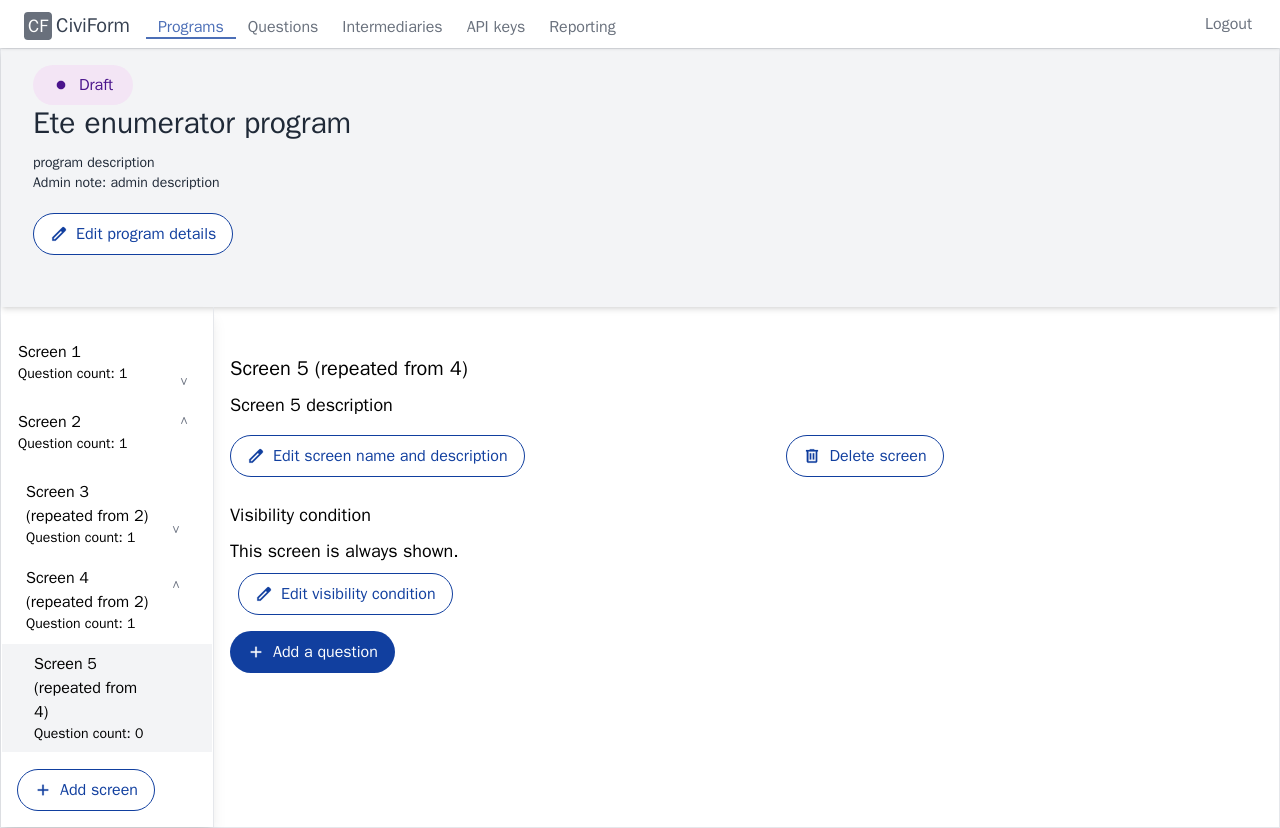 CF CiviForm Programs Questions Intermediaries API keys Reporting Logout
Draft
Ete enumerator program
program description
Admin note: admin description
Edit program details
Screen 1
Question count: 1
v
Screen 2
^
Question count: 1
Screen 3
(repeated from 2)
Question count: 1
v
Screen 4
(repeated from 2)
^
Question count: 1
Screen 5
(repeated from
4)
Question count: 0
Add screen
Screen 5 (repeated from 4)
Screen 5 description
Edit screen name and description
Delete screen
Visibility condition
This screen is always shown.
Edit visibility condition
Add a question